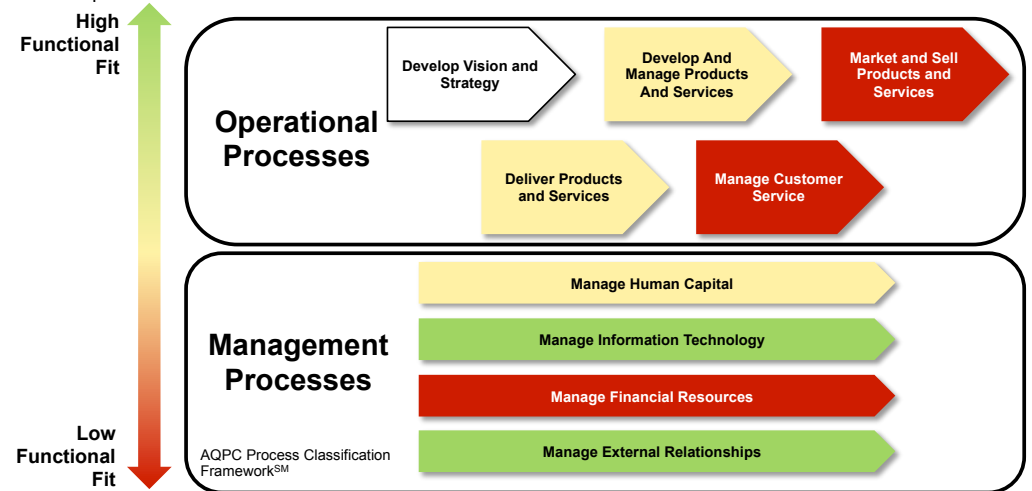 High
Functional
Fit
Operational
Processes
Develop Vision and
Strategy
Develop And
Manage Products
And Services
Market and Sell
Products and
Services
Deliver Products
and Services
Manage Customer
Service
Management
Processes
Manage Human Capital
Manage Information Technology
Manage Financial Resources
Manage External Relationships
Low
Functional
Fit
AQPC Process Classification
Framework℠